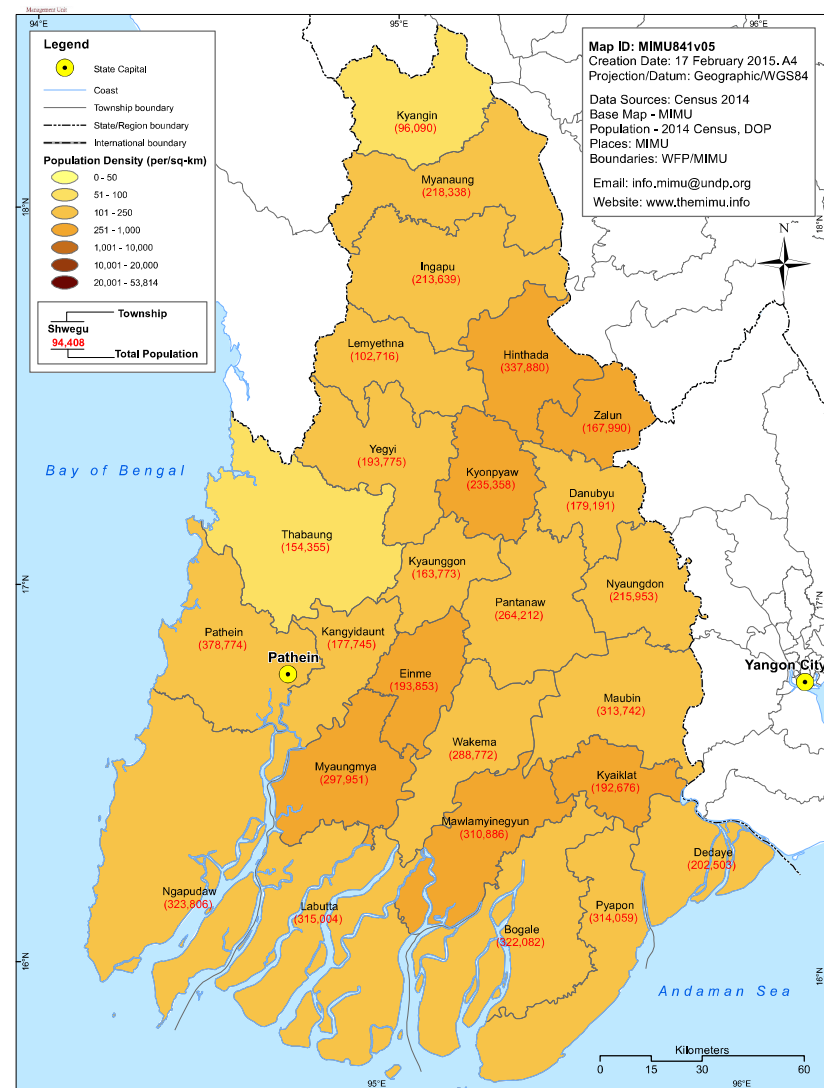 Management Unit
94°E
95°E
96°E
Legend
State Capital
Coast
Township boundary
State/Region boundary
International boundary
Population Density (per/sq-km)
0 - 50
51 - 100
101 - 250
251 - 1,000
1,001 - 10,000
10,001 - 20,000
20,001 - 53,814
Township
Shwegu
94,408
Total Population
Map ID: MIMU841v05
Creation Date: 17 February 2015. A4
Projection/Datum: Geographic/WGS84
Data Sources: Census 2014
Base Map - MIMU
Population - 2014 Census, DOP
Places: MIMU
Boundaries: WFP/MIMU
Email: info.mimu@undp.org
Website: www.themimu.info
Kyangin
(96,090)
Myanaung
(218,338)
18°N
18°N
Ingapu
(213,639)
Lemyethna
(102,716)
Hinthada
(337,880)
Zalun
(167,990)
Yegyi
(193,775)
Bay of Bengal
Kyonpyaw
(235,358)
Danubyu
(179,191)
Thabaung
(154,355)
Kyaunggon
(163,773)
Nyaungdon
(215,953)
17°N
17°N
Pantanaw
(264,212)
Pathein
(378,774)
Kangyidaunt
(177,745)
Pathein
Einme
(193,853)
Yangon City
Maubin
(313,742)
Wakema
(288,772)
Myaungmya
(297,951)
Kyaiklat
(192,676)
Mawlamyinegyun
(310,886)
Dedaye
(202,503)
Ngapudaw
(323,806)
Labutta
(315,004)
Pyapon
(314,059)
Bogale
(322,082)
16°N
16°N
Andaman Sea
Kilometers
0 15 30 60
95°E
96°E